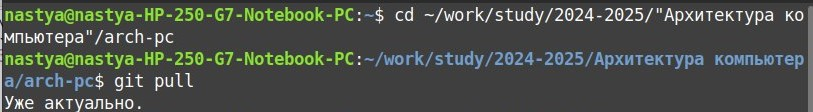 nastya@nastya-HP-250-G7-Notebook-PC:~$ cd ~/work/study/2024-2025/"Архитектура ко
мпьютера"/arch-pc
nastya@nastya-HP-250-G7-Notebook-PC:~/work/study/2024-2025/Архитектура компьютер
а/arch-pc$ git pull
Уже актуально.